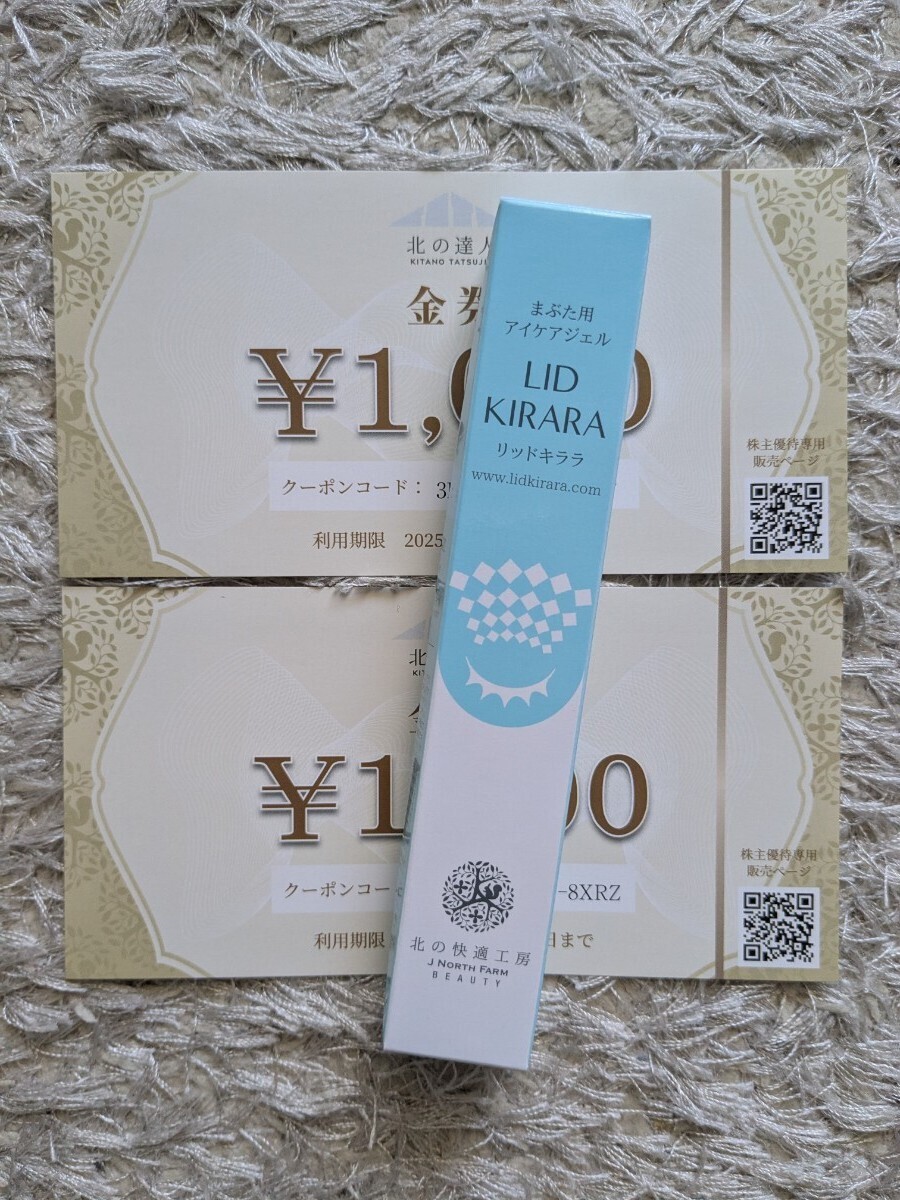 北の達人
KITANO TATSUJI
金券
¥1,0 0
クーポンコード： 3
利用期限 2025
株主優待専用
販売ページ
まぶた用
アイケアジェル
LID
KIRARA
リッドキララ
www.lidkirara.com
北
KIT
¥1 00
クーポンコー
-8XRZ
利用期限
日まで
株主優待専用
販売ページ
北の快適工房
J NORTH FARM
BEAUTY